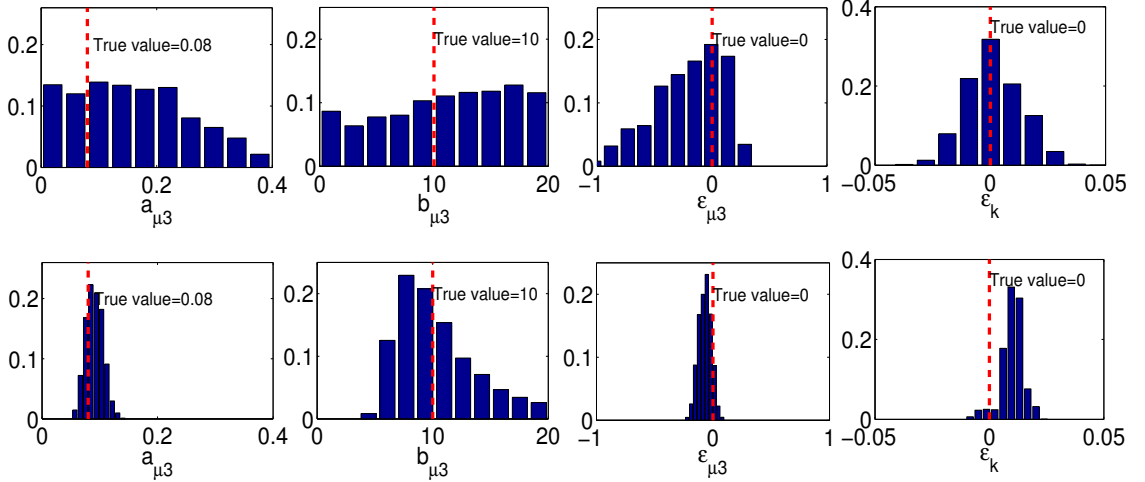 0.2
0.1
0
True value=0.08
0 0.2 0.4
a_μ3
0.2
0.1
0
True value=10
0 10 20
b_μ3
0.2
0.1
0
True value=0
−1 0 1
ε_μ3
0.4
0.2
0
True value=0
−0.05 0 0.05
ε_k
0.2
0.1
0
True value=0.08
0 0.2 0.4
a_μ3
0.2
0.1
0
True value=10
0 10 20
b_μ3
0.2
0.1
0
True value=0
−1 0 1
ε_μ3
0.4
0.2
0
True value=0
−0.05 0 0.05
ε_k